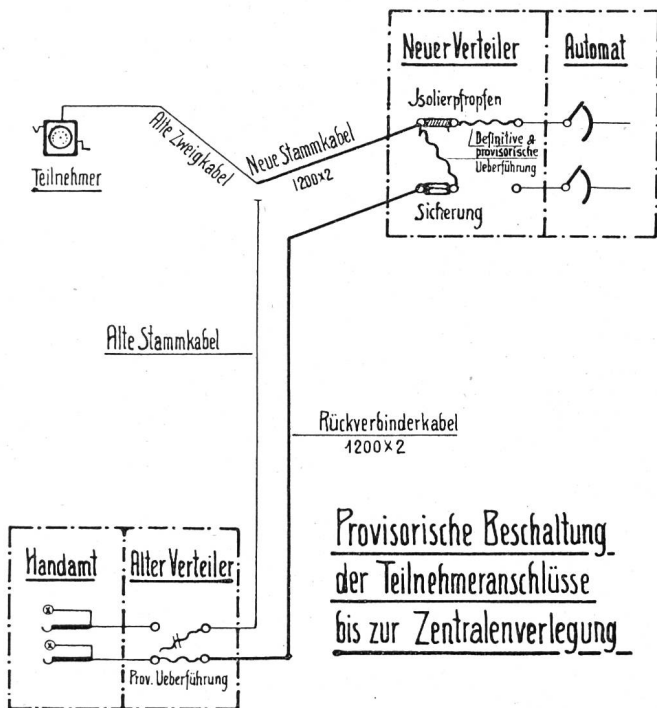 Neuer Verteiler
Automat
Isolierpfropfen
Definitive &
provisorische
Ueberführung
Sicherung
Teilnehmer
Alte Zweigkabel
Neue Stammkabel
1200×2
Alte Stammkabel
Rückverbinderkabel
1200×2
Handamt
Alter Verteiler
Prov. Ueberführung
Provisorische Beschaltung
der Teilnehmeranschlüsse
bis zur Zentralenverlegung